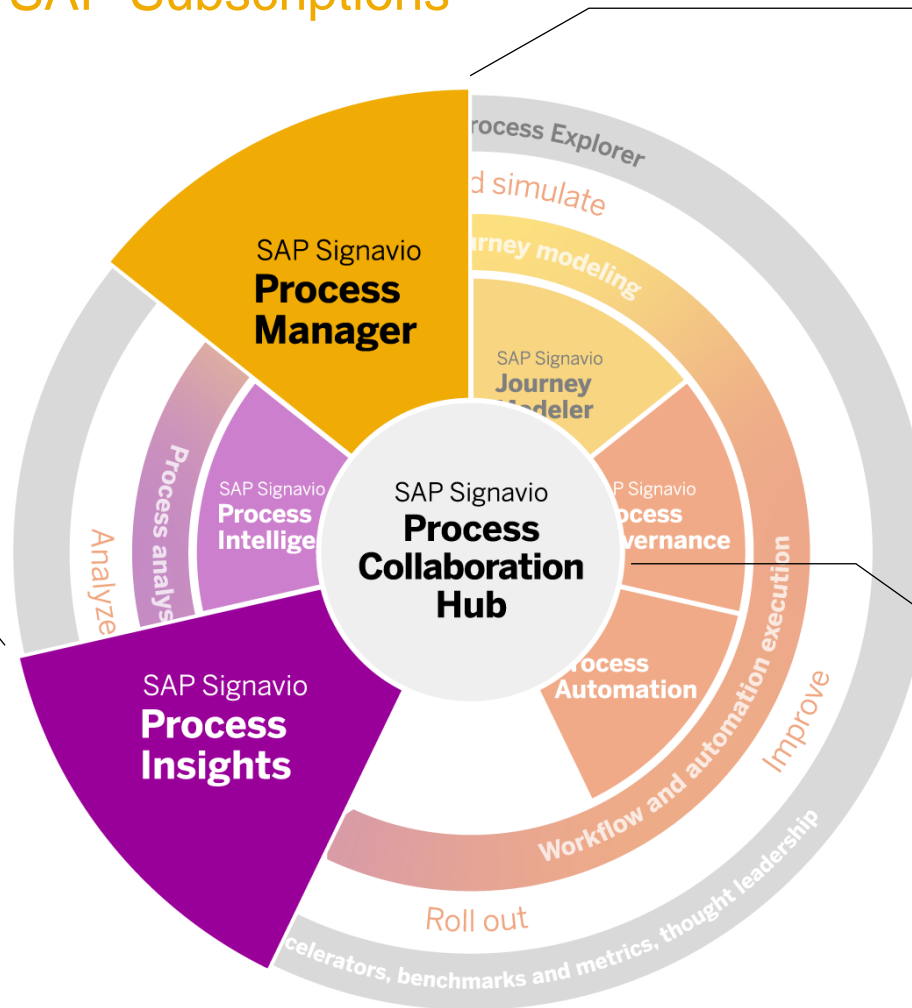 SAP Subscriptions
rocess Explorer
d simulate
rney modeling
SAP Signavio
Process
Manager
SAP Signavio
Journey
Modeler
SAP Signavio
Process
Intellige
Process analys
Analyze
SAP Signavio
Process
Collaboration
Hub
P Signavio
ocess
vernance
rocess
Automation
Workflow and automation execution
Improve
SAP Signavio
Process
Insights
Roll out
celerators, benchmarks and metrics, thought leadership